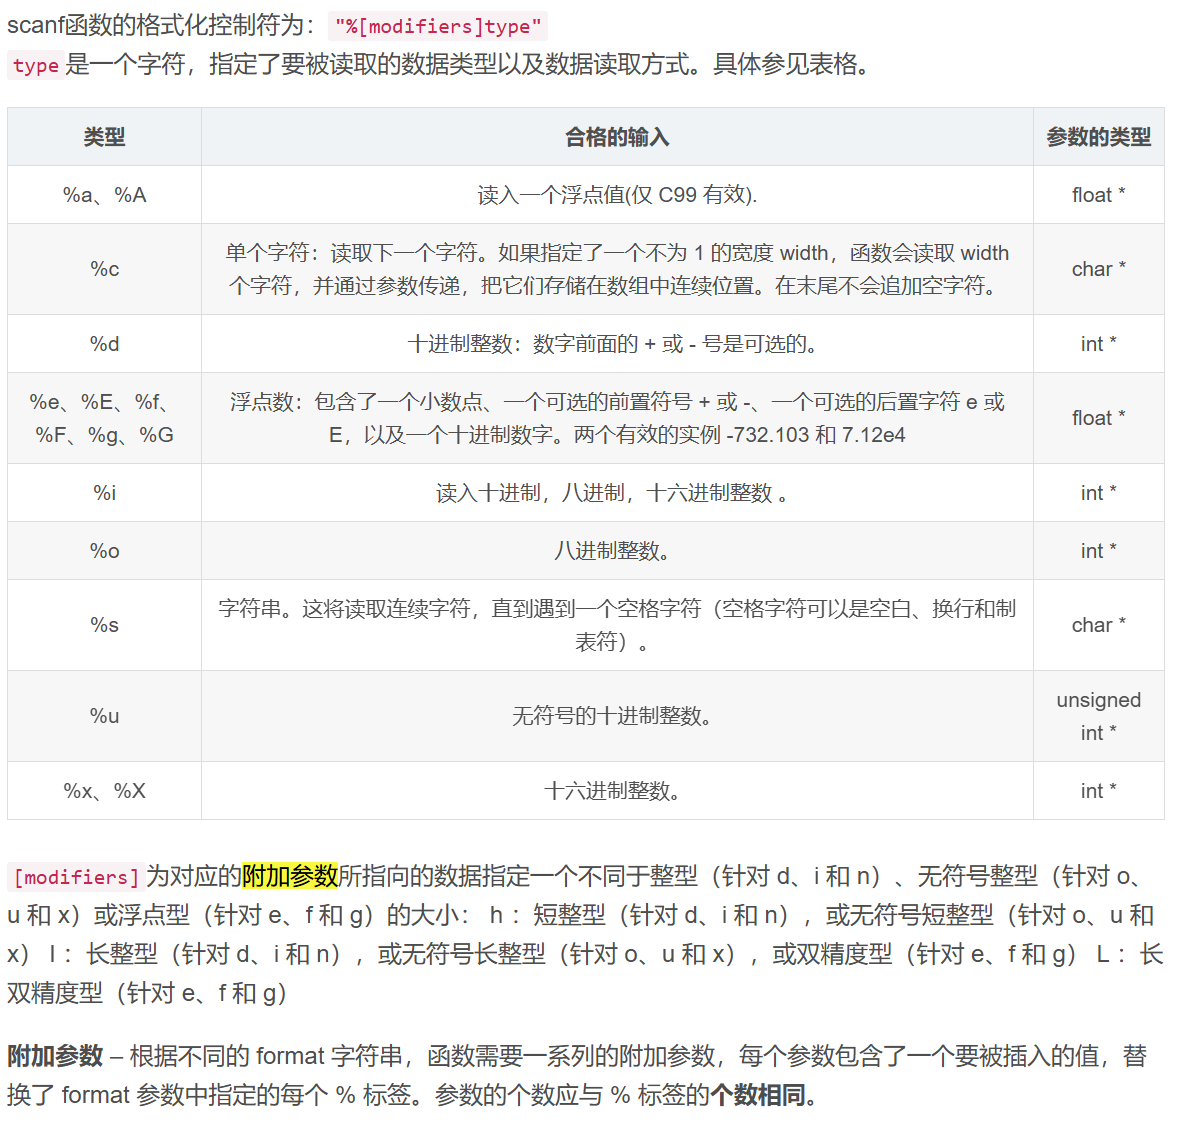 scanf函数的格式化控制符为： "%[modifiers]type"
type是一个字符，指定了要被读取的数据类型以及数据读取方式。具体参见表格。
类型 合格的输入 参数的类型
%a、%A 读入一个浮点值(仅 C99 有效). float *
%c 单个字符：读取下一个字符。如果指定了一个不为 1 的宽度 width，函数会读取 width
个字符，并通过参数传递，把它们存储在数组中连续位置。在末尾不会追加空字符。 char *
%d 十进制整数：数字前面的 + 或 - 号是可选的。 int *
%e、%E、%f、 浮点数：包含了一个小数点、一个可选的前置符号 + 或 -、一个可选的后置字符 e 或
%F、%g、%G E，以及一个十进制数字。两个有效的实例 -732.103 和 7.12e4 float *
%i 读入十进制，八进制，十六进制整数 。 int *
%o 八进制整数。 int *
%s 字符串。这将读取连续字符，直到遇到一个空格字符（空格字符可以是空白、换行和制
表符）。 char *
%u 无符号的十进制整数。 unsigned
int *
%x、%X 十六进制整数。 int *
[modifiers]为对应的附加参数所指向的数据指定一个不同于整型（针对 d、i 和 n）、无符号整型（针对 o、
u 和 x）或浮点型（针对 e、f 和 g）的大小： h ：短整型（针对 d、i 和 n），或无符号短整型（针对 o、u 和
x） l ：长整型（针对 d、i 和 n），或无符号长整型（针对 o、u 和 x），或双精度型（针对 e、f 和 g） L ：长
双精度型（针对 e、f 和 g）
附加参数 – 根据不同的 format 字符串，函数需要一系列的附加参数，每个参数包含了一个要被插入的值，替
换了 format 参数中指定的每个 % 标签。参数的个数应与 % 标签的个数相同。